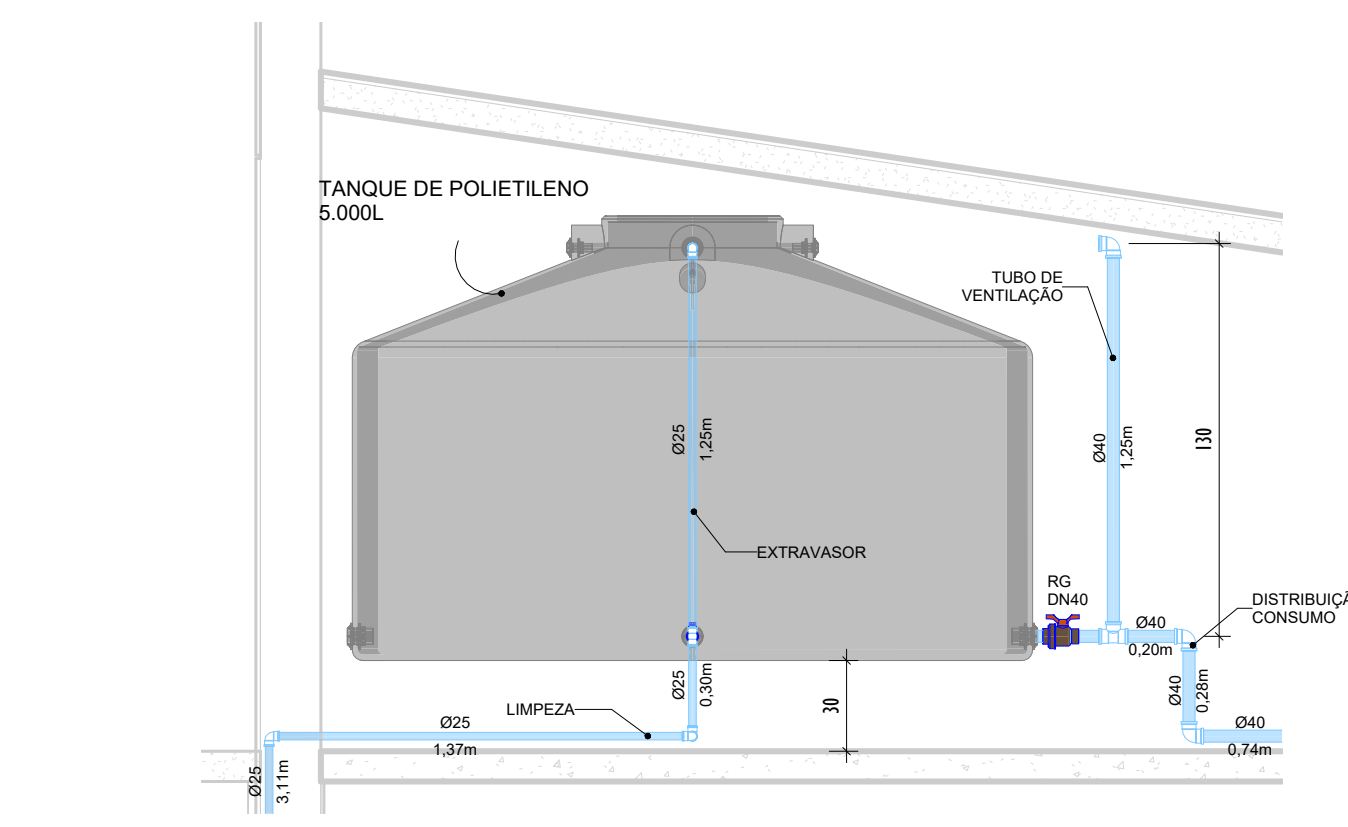 TANQUE DE POLIETILENO
5.000L
TUBO DE
VENTILAÇÃO
Ø25
1,25m
Ø40
1,25m
130
EXTRAVASOR
RG
DN40
DISTRIBUIÇÃ
CONSUMO
Ø40
0,20m
Ø25
0,30m
Ø40
0,28m
30
LIMPEZA
Ø25
1,37m
Ø40
0,74m
Ø25
3,11m